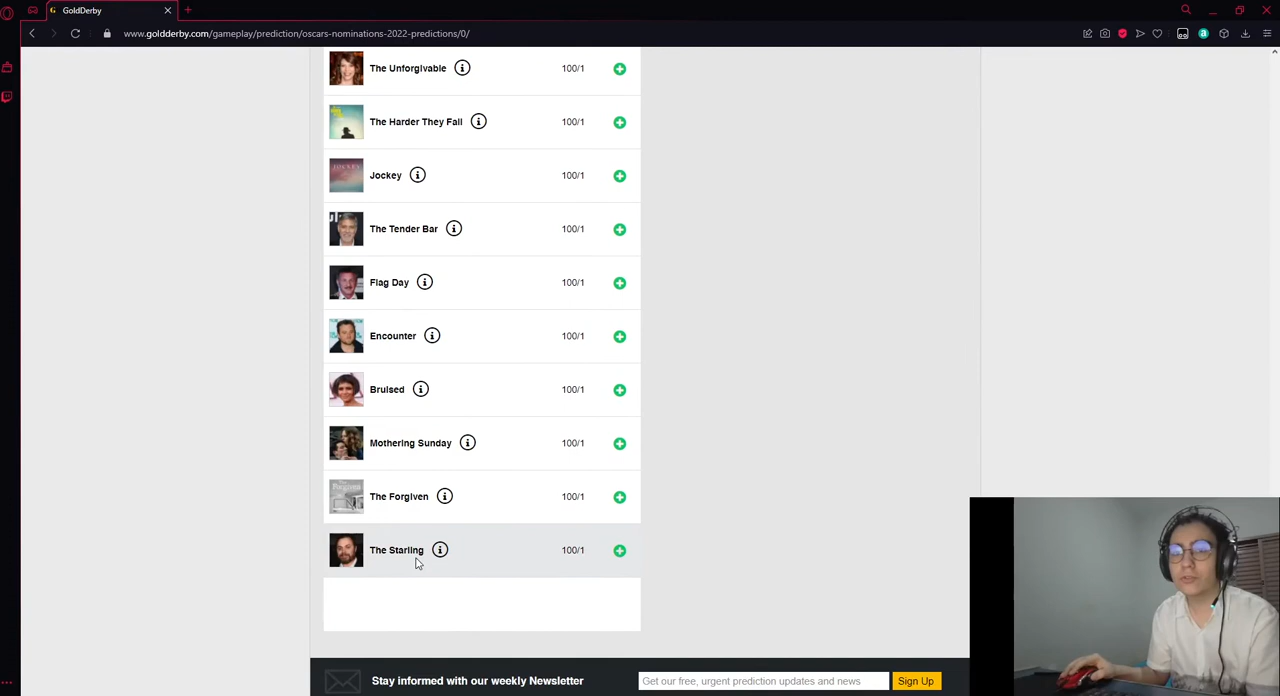 GoldDerby
www.goldderby.com/gameplay/prediction/oscars-nominations-2022-predictions/0/
The Unforgivable 100/1
The Harder They Fall 100/1
Jockey 100/1
The Tender Bar 100/1
Flag Day 100/1
Encounter 100/1
Bruised 100/1
Mothering Sunday 100/1
The Forgiven 100/1
The Starling 100/1
Stay informed with our weekly Newsletter
Get our free, urgent prediction updates and news
Sign Up